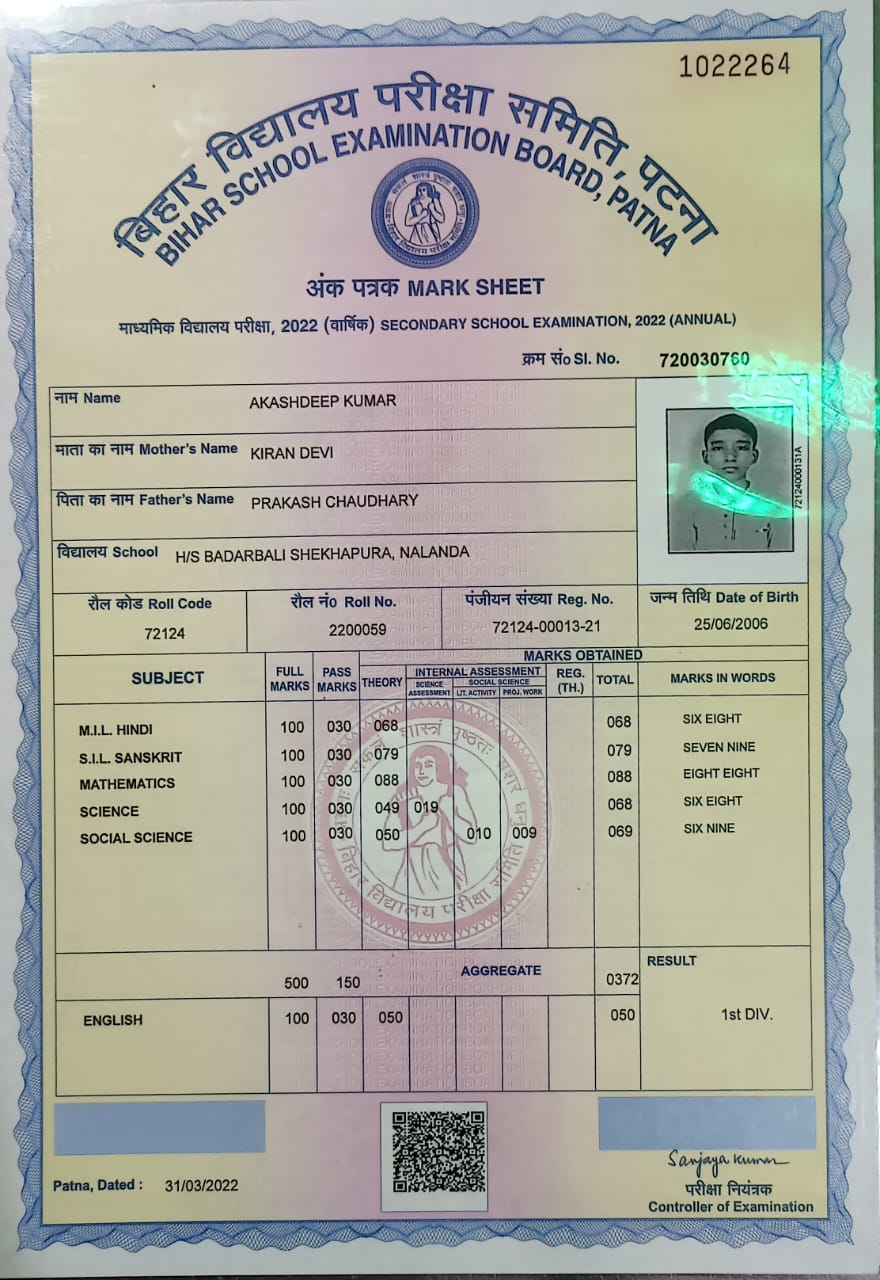 1022264
बिहार विद्यालय परीक्षा समिति, पटना
BIHAR SCHOOL EXAMINATION BOARD, PATNA
अंक पत्रक MARK SHEET
माध्यमिक विद्यालय परीक्षा, 2022 (वार्षिक) SECONDARY SCHOOL EXAMINATION, 2022 (ANNUAL)
क्रम सं० Sl. No. 720030760
नाम Name AKASHDEEP KUMAR
माता का नाम Mother's Name KIRAN DEVI
पिता का नाम Father's Name PRAKASH CHAUDHARY
72124000131A
विद्यालय School H/S BADARBALI SHEKHAPURA, NALANDA
रौल कोड Roll Code रौल नं० Roll No. पंजीयन संख्या Reg. No. जन्म तिथि Date of Birth
72124 2200059 72124-00013-21 25/06/2006
MARKS OBTAINED
SUBJECT FULL MARKS PASS MARKS THEORY INTERNAL ASSESSMENT REG. (TH.) TOTAL MARKS IN WORDS
SCIENCE ASSESSMENT SOCIAL SCIENCE LIT. ACTIVITY PROJ. WORK
M.I.L. HINDI 100 030 068 068 SIX EIGHT
S.I.L. SANSKRIT 100 030 079 079 SEVEN NINE
MATHEMATICS 100 030 088 088 EIGHT EIGHT
SCIENCE 100 030 049 019 068 SIX EIGHT
SOCIAL SCIENCE 100 030 050 010 009 069 SIX NINE
बिहार विद्यालय परीक्षा समिति
500 150 AGGREGATE 0372 RESULT
ENGLISH 100 030 050 050 1st DIV.
Patna, Dated : 31/03/2022
Sanjaya Kumar
परीक्षा नियंत्रक
Controller of Examination